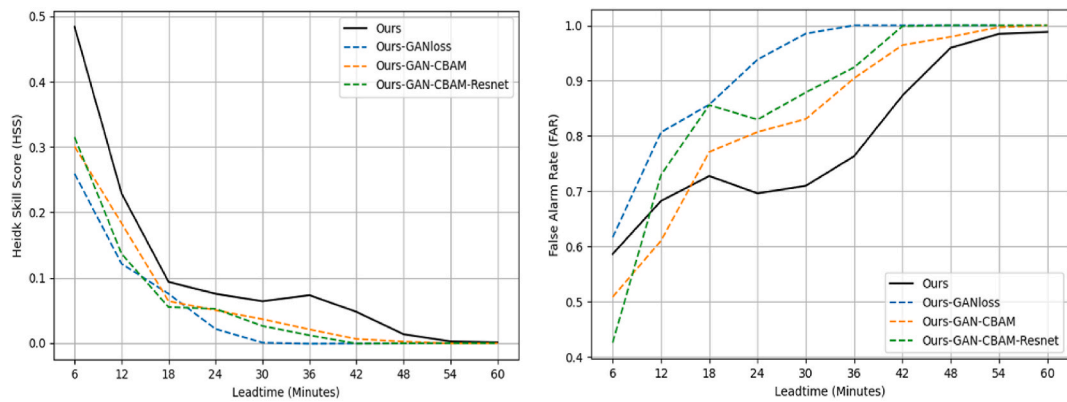 0.5
0.4
0.3
0.2
0.1
0.0
Heidk Skill Score (HSS)
Ours
Ours-GANloss
Ours-GAN-CBAM
Ours-GAN-CBAM-Resnet
6 12 18 24 30 36 42 48 54 60
Leadtime (Minutes)
1.0
0.9
0.8
0.7
0.6
0.5
0.4
False Alarm Rate (FAR)
Ours
Ours-GANloss
Ours-GAN-CBAM
Ours-GAN-CBAM-Resnet
6 12 18 24 30 36 42 48 54 60
Leadtime (Minutes)